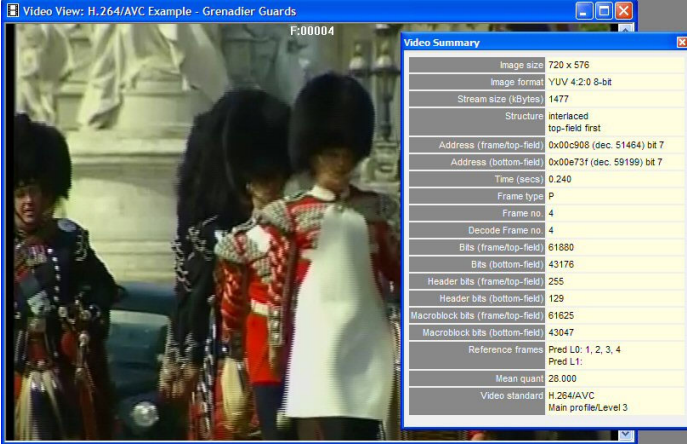 Video View: H.264/AVC Example - Grenadier Guards
F:00004
Video Summary
Image size 720 x 576
Image format YUV 4:2:0 8-bit
Stream size (kBytes) 1477
Structure interlaced
top-field first
Address (frame/top-field) 0x00c908 (dec. 51464) bit 7
Address (bottom-field) 0x00e73f (dec. 59199) bit 7
Time (secs) 0.240
Frame type P
Frame no. 4
Decode Frame no. 4
Bits (frame/top-field) 61880
Bits (bottom-field) 43176
Header bits (frame/top-field) 255
Header bits (bottom-field) 129
Macroblock bits (frame/top-field) 61625
Macroblock bits (bottom-field) 43047
Reference frames Pred L0: 1, 2, 3, 4
Pred L1:
Mean quant 28.000
Video standard H.264/AVC
Main profile/Level 3